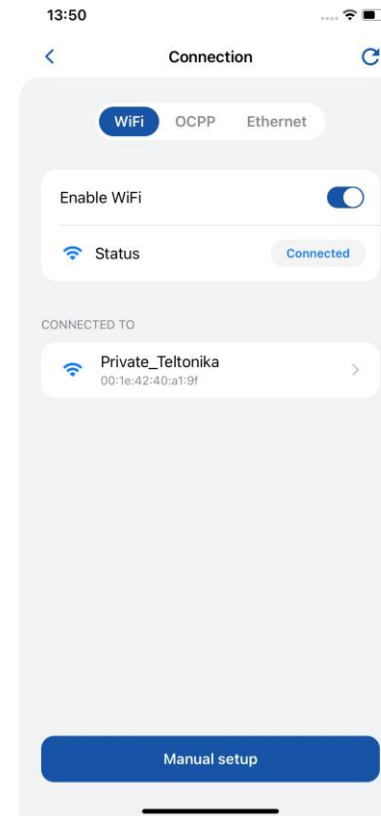 13:50
Connection
WiFi OCPP Ethernet
Enable WiFi
Status Connected
CONNECTED TO
Private_Teltonika
00:1e:42:40:a1:9f
Manual setup